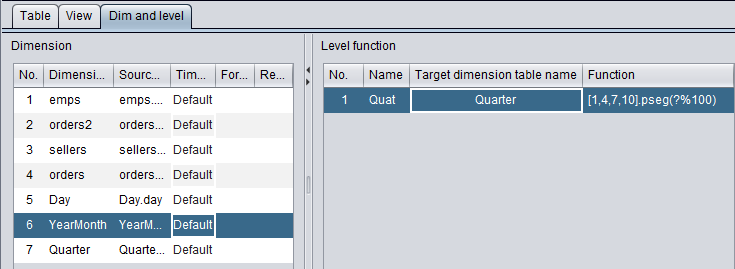 Table View Dim and level
Dimension
No. Dimensi... Sourc... Tim... For... Re...
1 emps emps.... Default
2 orders2 orders... Default
3 sellers sellers... Default
4 orders orders... Default
5 Day Day.day Default
6 YearMonth YearM... Default
7 Quarter Quarte... Default
Level function
No. Name Target dimension table name Function
1 Quat Quarter [1,4,7,10].pseg(?%100)